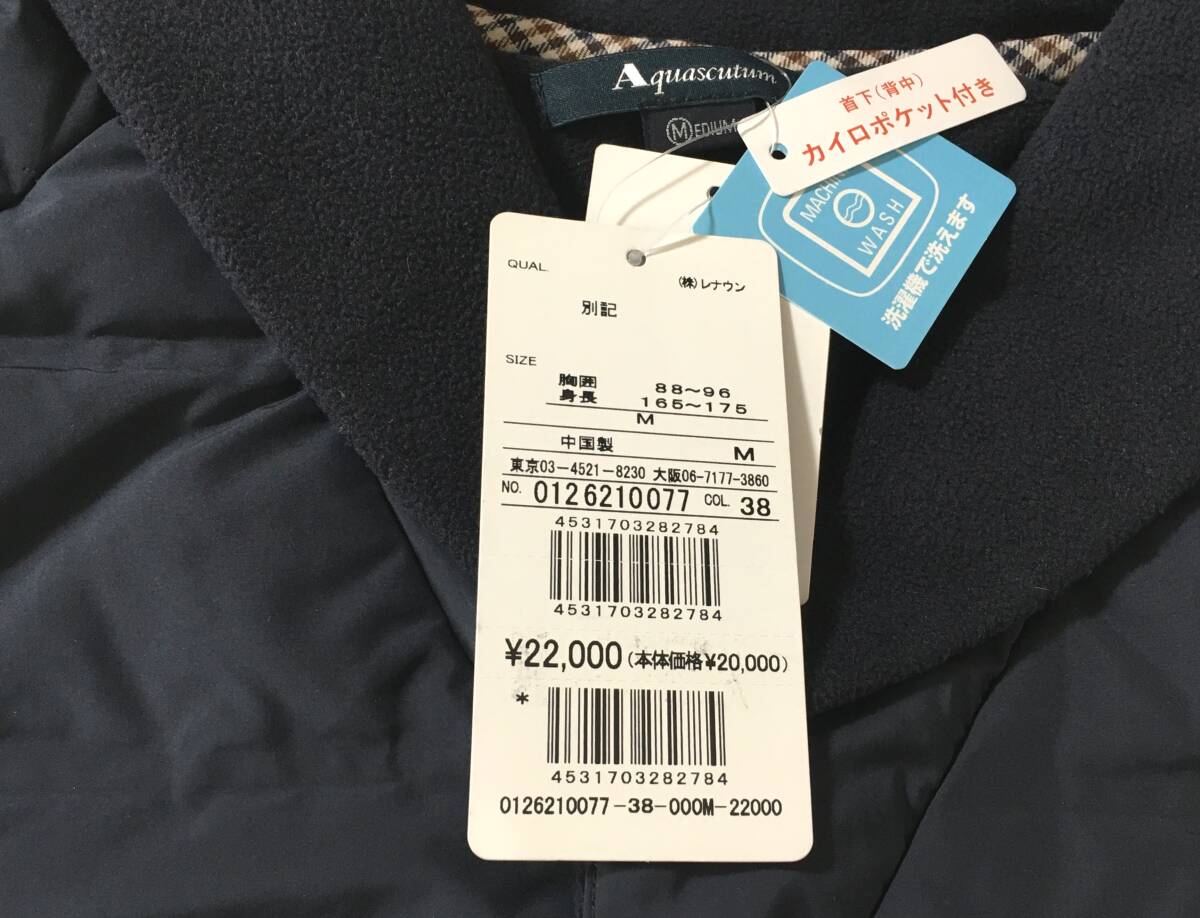 Aquascutum
MEDIUM
首下(背中)
カイロポケット付き
MACHIN
WASH
洗濯機で洗えます
QUAL.
(株)レナウン
別記
SIZE
胸囲 88~96
身長 165~175
M
中国製 M
東京03-4521-8230 大阪06-7177-3860
NO. 0126210077 COL. 38
4531703282784
4531703282784
¥22,000(本体価格¥20,000)
*
4531703282784
0126210077-38-000M-22000